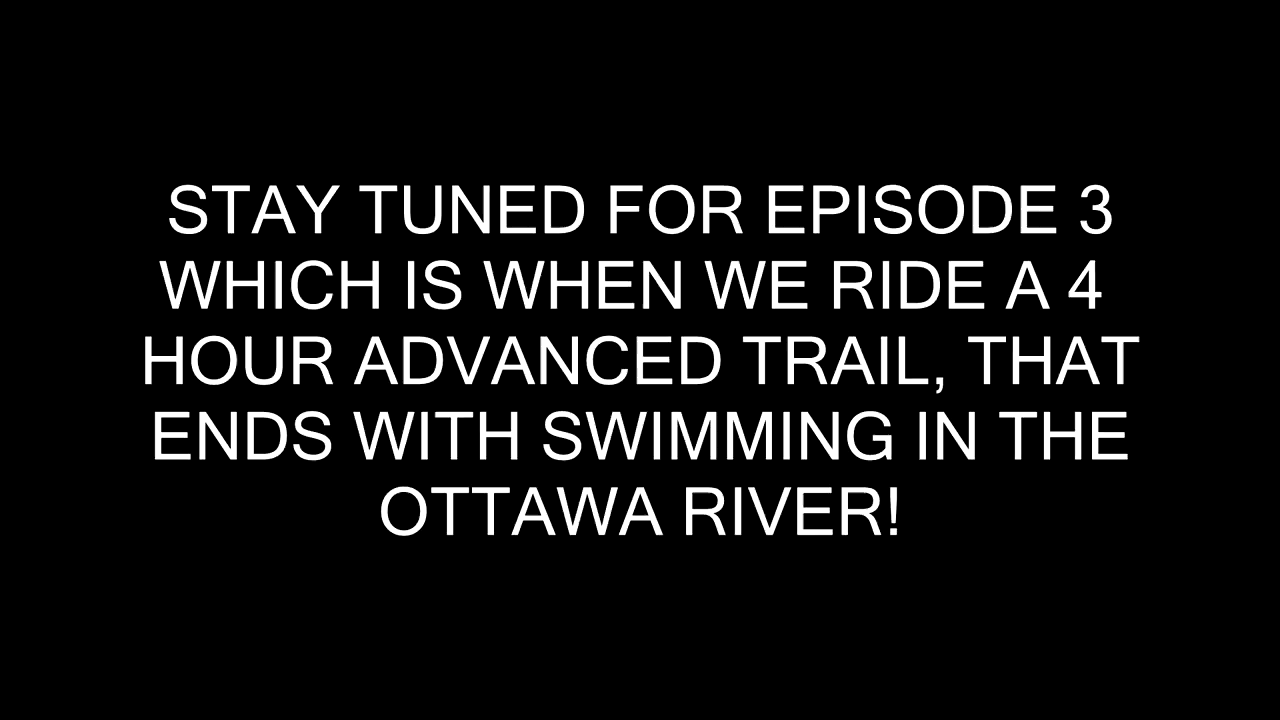 STAY TUNED FOR EPISODE 3
WHICH IS WHEN WE RIDE A 4
HOUR ADVANCED TRAIL, THAT
ENDS WITH SWIMMING IN THE
OTTAWA RIVER!